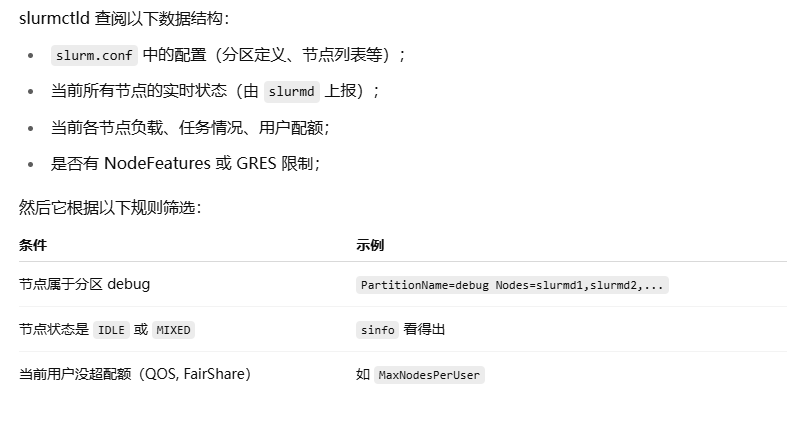 slurmctld 查阅以下数据结构：
slurm.conf 中的配置（分区定义、节点列表等）；
当前所有节点的实时状态（由 slurmd 上报）；
当前各节点负载、任务情况、用户配额；
是否有 NodeFeatures 或 GRES 限制；
然后它根据以下规则筛选：
条件 示例
节点属于分区 debug PartitionName=debug Nodes=slurmd1,slurmd2,...
节点状态是 IDLE 或 MIXED sinfo 看得出
当前用户没超配额（QOS, FairShare） 如 MaxNodesPerUser